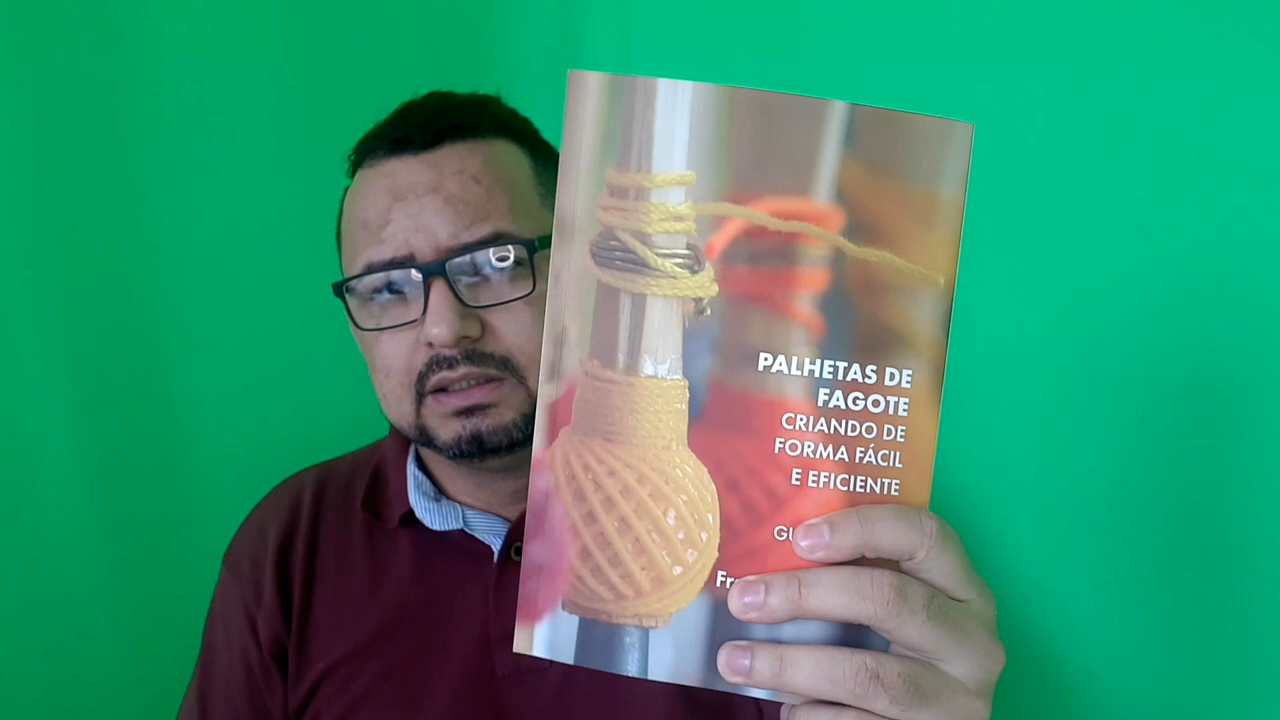 PALHETAS DE
FAGOTE
CRIANDO DE
FORMA FÁCIL
E EFICIENTE